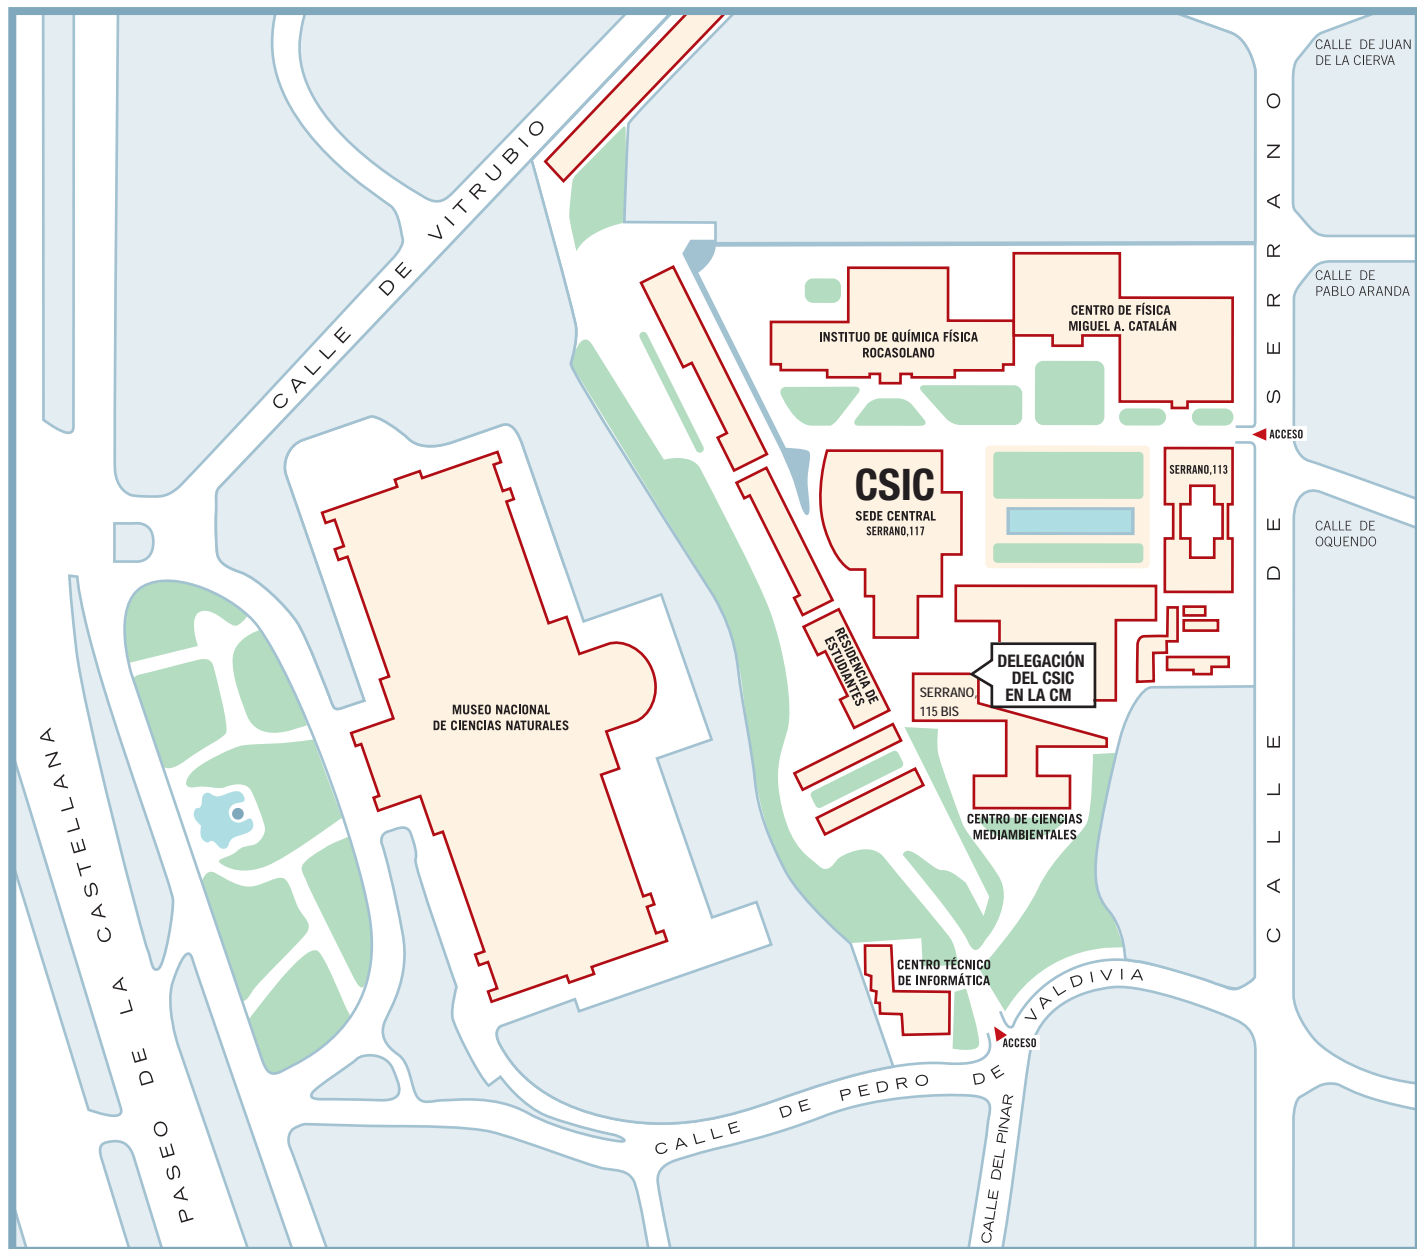 CALLE DE JUAN
DE LA CIERVA
CALLE DE VITRUBIO
CALLE DE SERRANO
CALLE DE
PABLO ARANDA
CENTRO DE FÍSICA
MIGUEL A. CATALÁN
INSTITUO DE QUÍMICA FÍSICA
ROCASOLANO
ACCESO
SERRANO,113
CSIC
SEDE CENTRAL
SERRANO,117
CALLE DE
OQUENDO
RESIDENCIA DE
ESTUDIANTES
DELEGACIÓN
DEL CSIC
EN LA CM
SERRANO,
115 BIS
MUSEO NACIONAL
DE CIENCIAS NATURALES
CENTRO DE CIENCIAS
MEDIAMBIENTALES
PASEO DE LA CASTELLANA
CENTRO TÉCNICO
DE INFORMÁTICA
ACCESO
CALLE DE PEDRO DE VALDIVIA
CALLE DEL PINAR